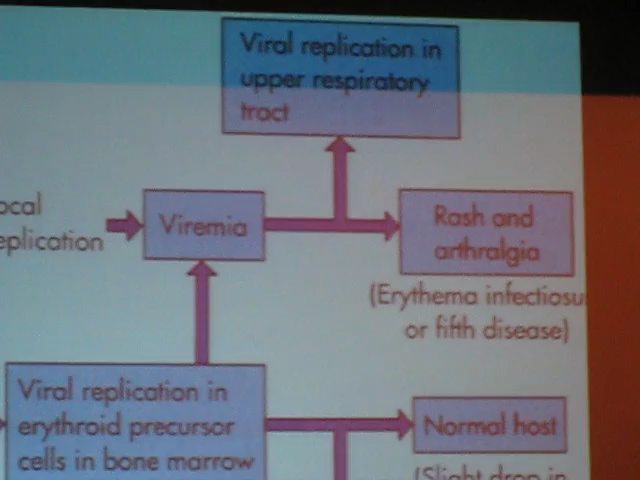 Viral replication in
upper respiratory
tract
ocal
eplication
Viremia
Rash and
arthralgia
(Erythema infectiosu
or fifth disease)
Viral replication in
erythroid precursor
cells in bone marrow
Normal host
(Slight drop in